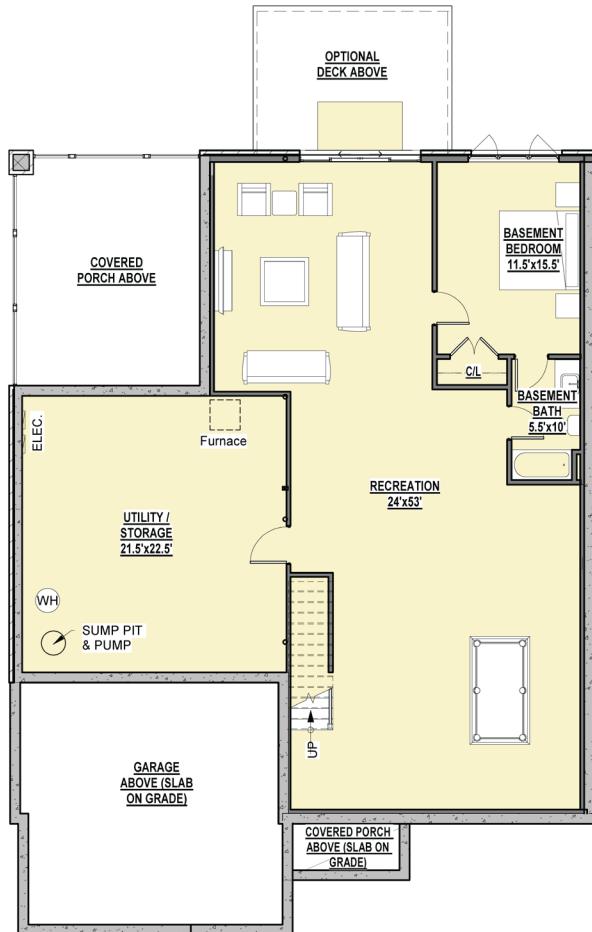 OPTIONAL
DECK ABOVE
COVERED
PORCH ABOVE
BASEMENT
BEDROOM
11.5'x15.5'
C/L
BASEMENT
BATH
5.5'x10'
ELEC.
Furnace
RECREATION
24'x53'
UTILITY /
STORAGE
21.5'x22.5'
WH
SUMP PIT
& PUMP
UP
GARAGE
ABOVE (SLAB
ON GRADE)
COVERED PORCH
ABOVE (SLAB ON
GRADE)